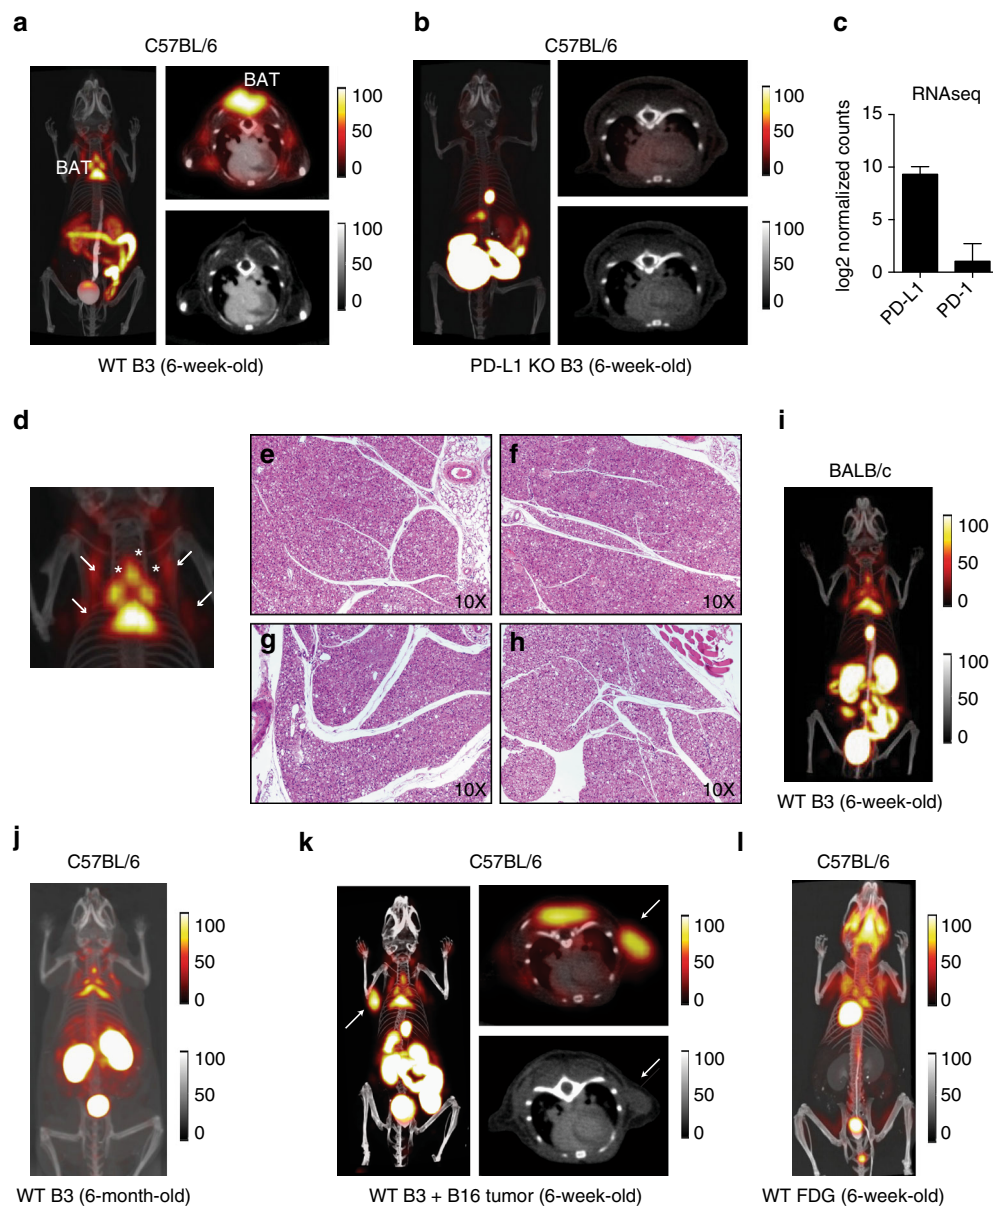 a
C57BL/6
BAT
BAT
100
50
0
100
50
0
WT B3 (6-week-old)
b
C57BL/6
100
50
0
100
50
0
PD-L1 KO B3 (6-week-old)
c
RNAseq
log2 normalized counts
15
10
5
0
PD-L1
PD-1
d
* * *
e
10X
f
10X
g
10X
h
10X
i
BALB/c
100
50
0
100
50
0
WT B3 (6-week-old)
j
C57BL/6
100
50
0
100
50
0
WT B3 (6-month-old)
k
C57BL/6
100
50
0
100
50
0
WT B3 + B16 tumor (6-week-old)
l
C57BL/6
100
50
0
100
50
0
WT FDG (6-week-old)